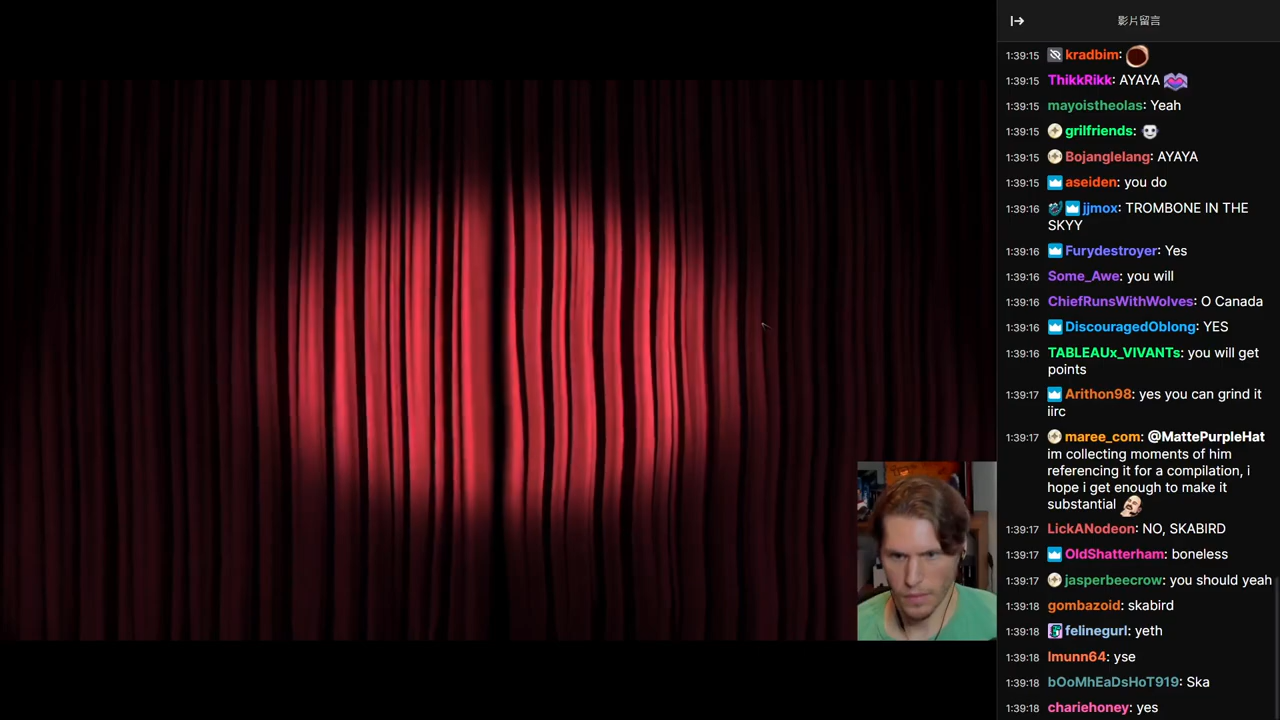 影片留言
1:39:15 kradbim:
1:39:15 ThikkRikk: AYAYA
1:39:15 mayoistheolas: Yeah
1:39:15 grilfriends:
1:39:15 Bojanglelang: AYAYA
1:39:15 aseiden: you do
1:39:16 jjmox: TROMBONE IN THE
SKYY
1:39:16 Furydestroyer: Yes
1:39:16 Some_Awe: you will
1:39:16 ChiefRunsWithWolves: O Canada
1:39:16 DiscouragedOblong: YES
1:39:16 TABLEAUx_VIVANTs: you will get
points
1:39:17 Arithon98: yes you can grind it
iirc
1:39:17 maree_com: @MattePurpleHat
im collecting moments of him
referencing it for a compilation, i
hope i get enough to make it
substantial
1:39:17 LickANodeon: NO, SKABIRD
1:39:17 OldShatterham: boneless
1:39:17 jasperbeecrow: you should yeah
1:39:18 gombazoid: skabird
1:39:18 felinegurl: yeth
1:39:18 lmunn64: yse
1:39:18 bOoMhEaDsHoT919: Ska
1:39:18 chariehoney: yes